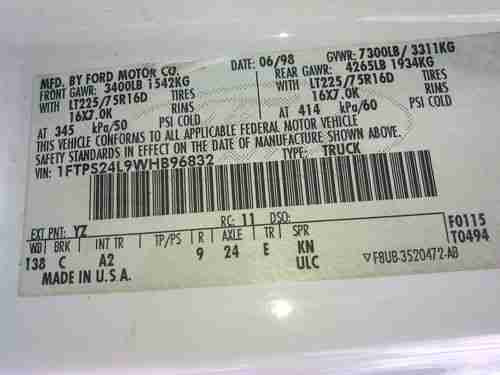 MFD. BY FORD MOTOR CO.
DATE: 06/98 GVWR: 7300LB/ 3311KG
FRONT GAWR: 3400LB 1542KG
REAR GAWR: 4265LB 1934KG
WITH LT225/75R16D TIRES WITH LT225/75R16D TIRES
16X7.0K RIMS 16X7.0K RIMS
AT 345 kPa/50 PSI COLD AT 414 kPa/60 PSI COLD
THIS VEHICLE CONFORMS TO ALL APPLICABLE FEDERAL MOTOR VEHICLE
SAFETY STANDARDS IN EFFECT ON THE DATE OF MANUFACTURE SHOWN ABOVE.
VIN: 1FTPS24L9WHB96832 TYPE: TRUCK
EXT PNT: YZ RC: 11 DSO: F0115
WB BRK INT TR TP/PS R AXLE TR SPR T0494
138 C A2 9 24 E KN
ULC
MADE IN U.S.A. F8UB-3520472-AB